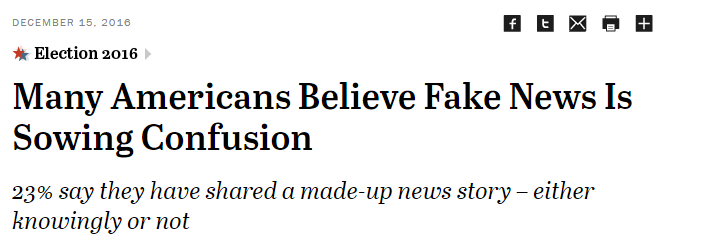 DECEMBER 15, 2016
Election 2016
Many Americans Believe Fake News Is
Sowing Confusion
23% say they have shared a made-up news story – either
knowingly or not